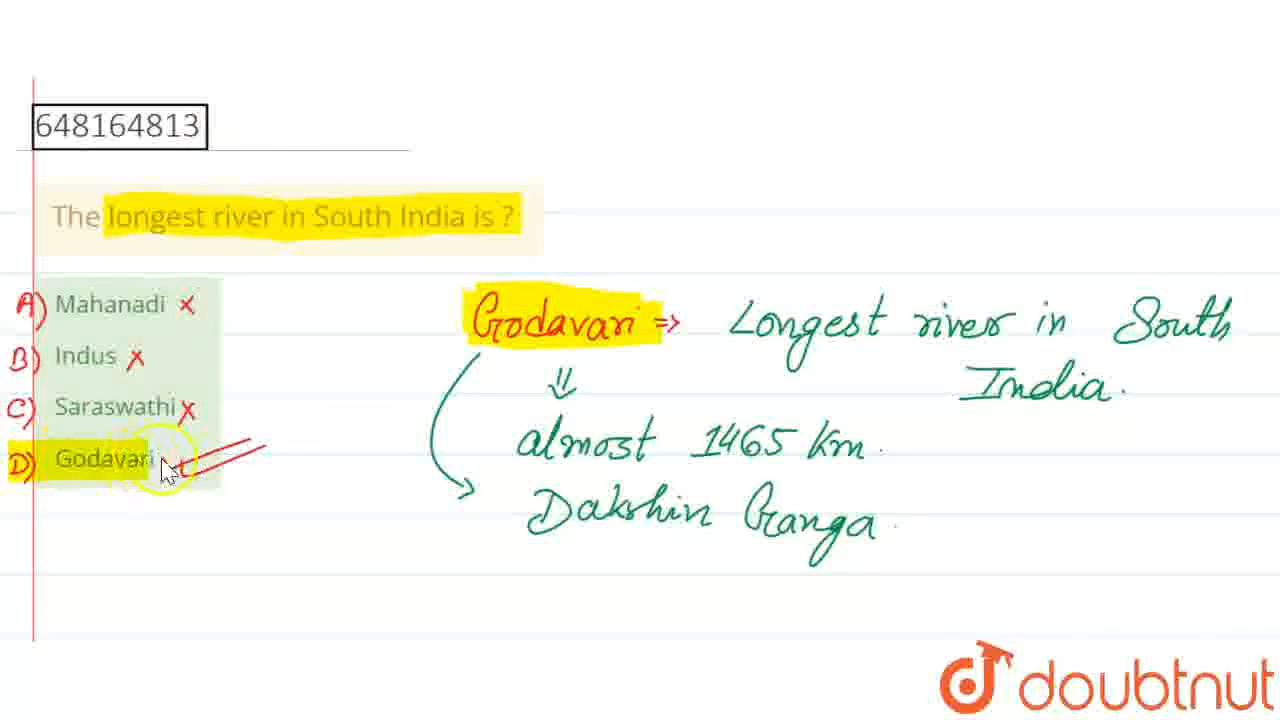 648164813
The longest river in South India is ?
A) Mahanadi x
B) Indus x
C) Saraswathi x
D) Godavari
Godavari => Longest river in South
India.
almost 1465 km.
Dakshin Ganga.
doubtnut